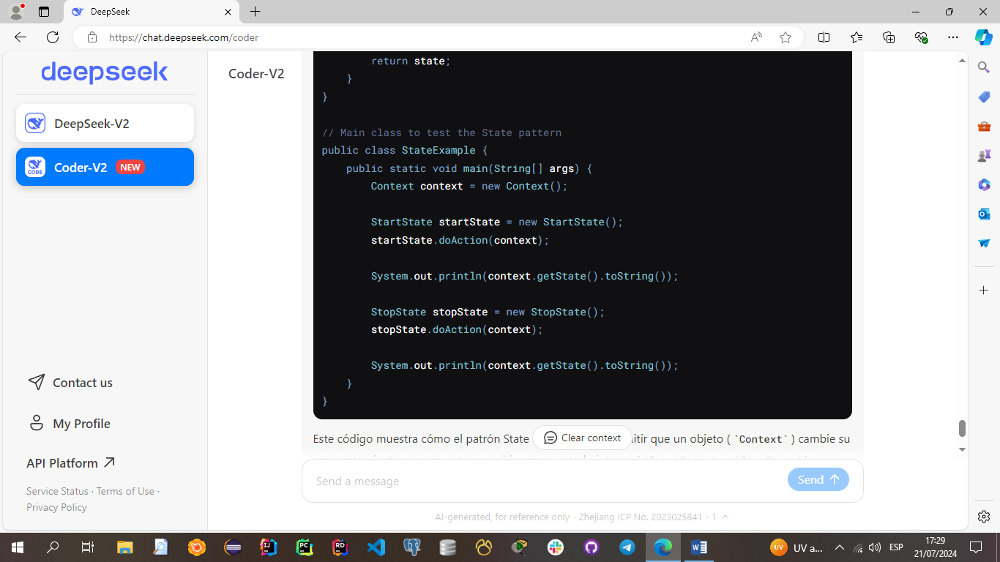 DeepSeek
https://chat.deepseek.com/coder
deepseek
DeepSeek-V2
CODE
Coder-V2 NEW
Contact us
My Profile
API Platform
Service Status · Terms of Use ·
Privacy Policy
Coder-V2
return state;
}
}
// Main class to test the State pattern
public class StateExample {
public static void main(String[] args) {
Context context = new Context();
StartState startState = new StartState();
startState.doAction(context);
System.out.println(context.getState().toString());
StopState stopState = new StopState();
stopState.doAction(context);
System.out.println(context.getState().toString());
}
}
Este código muestra cómo el patrón State
Clear context
itir que un objeto ( `Context` ) cambie su
Send a message
Send
AI-generated, for reference only · Zhejiang ICP No. 2023025841 - 1
IJ
PC
RD
W
UV
UV a...
ESP
17:29
21/07/2024